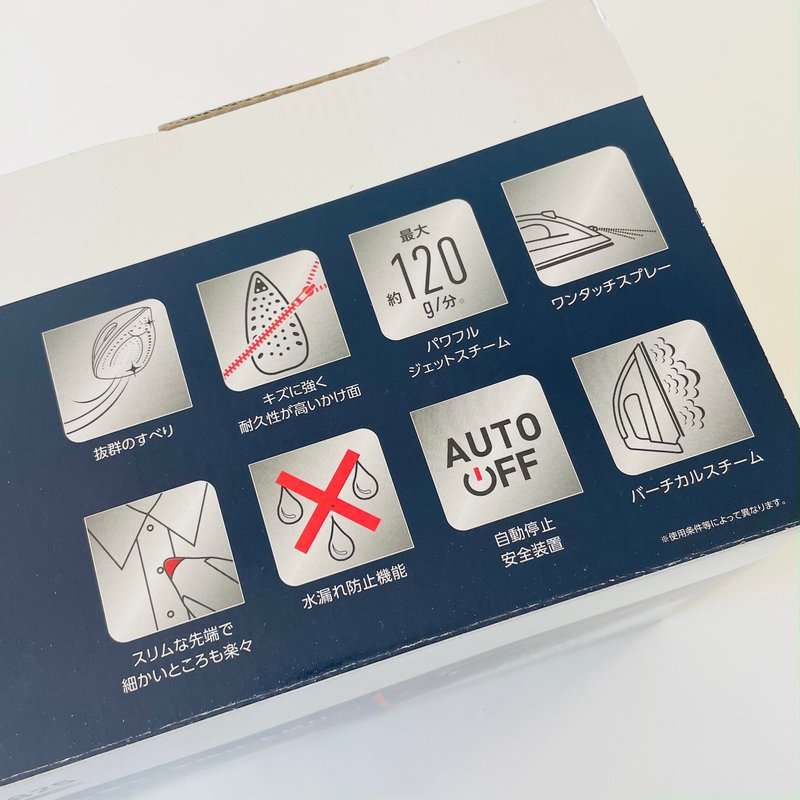 抜群のすべり
キズに強く
耐久性が高いかけ面
最大
約120
g/分※
パワフル
ジェットスチーム
ワンタッチスプレー
スリムな先端で
細かいところも楽々
水漏れ防止機能
AUTO
OFF
自動停止
安全装置
バーチカルスチーム
※使用条件等によって異なります。